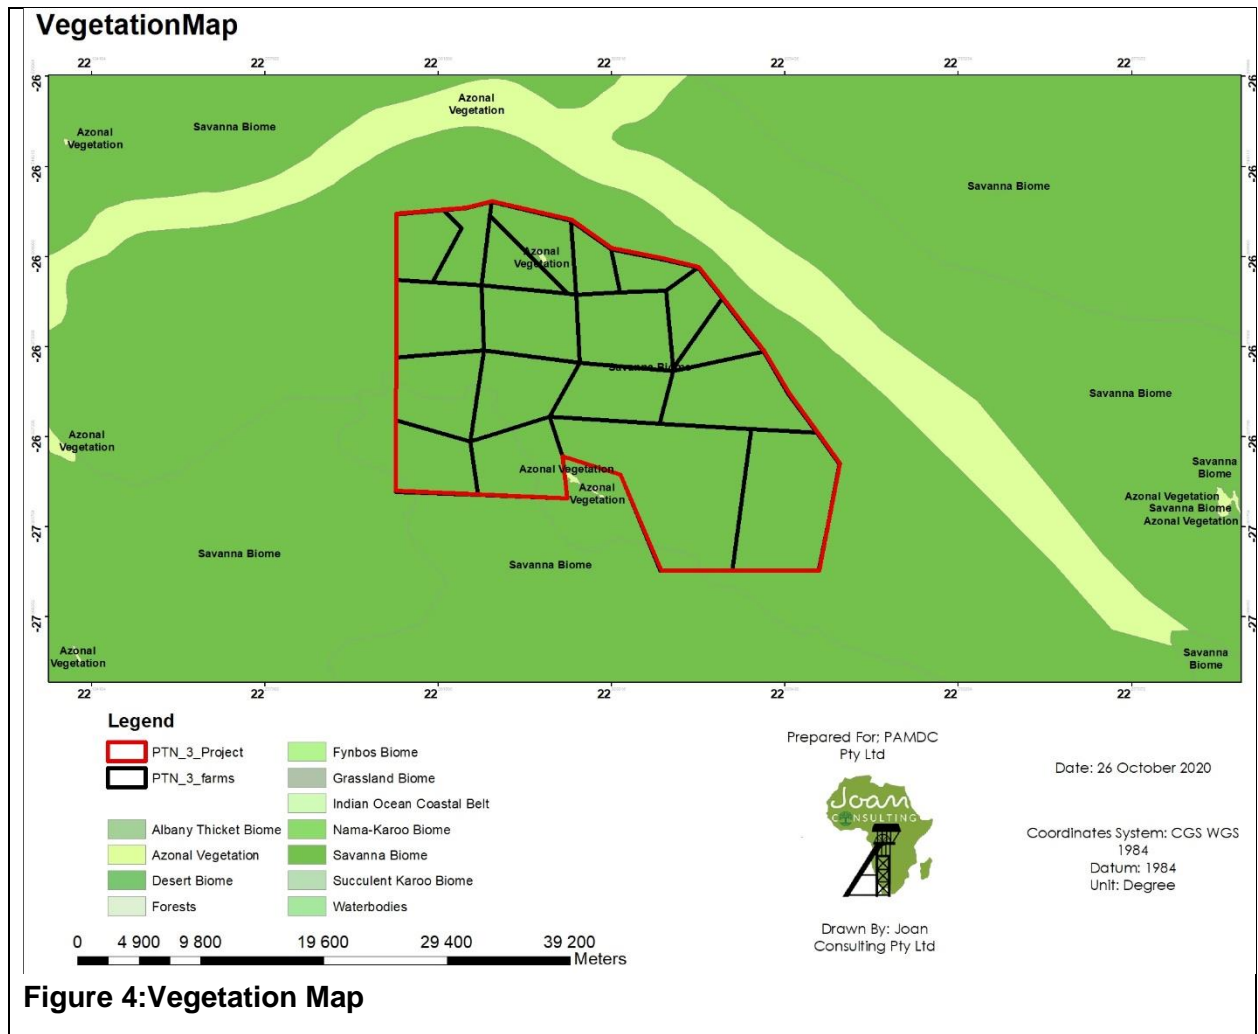 VegetationMap
22 22 22 22 22 22 22
-26
-26
-26
-26
-26
-27
-27
-26
-26
-26
-26
-26
-27
-27
Azonal
Vegetation
Savanna Biome
Azonal
Vegetation
Savanna Biome
Azonal
Vegetation
Savanna Biome
Savanna Biome
Azonal
Vegetation
Azonal Vegetation
Azonal
Vegetation
Savanna
Biome
Azonal Vegetation
Savanna Biome
Azonal Vegetation
Savanna Biome
Savanna Biome
Azonal
Vegetation
Savanna
Biome
22 22 22 22 22 22 22
Legend
PTN_3_Project
PTN_3_farms
Albany Thicket Biome
Azonal Vegetation
Desert Biome
Forests
Fynbos Biome
Grassland Biome
Indian Ocean Coastal Belt
Nama-Karoo Biome
Savanna Biome
Succulent Karoo Biome
Waterbodies
0 4 900 9 800 19 600 29 400 39 200
Meters
Prepared For; PAMDC
Pty Ltd
Joan
CONSULTING
Drawn By: Joan
Consulting Pty Ltd
Date: 26 October 2020
Coordinates System: CGS WGS
1984
Datum: 1984
Unit: Degree
Figure 4:Vegetation Map